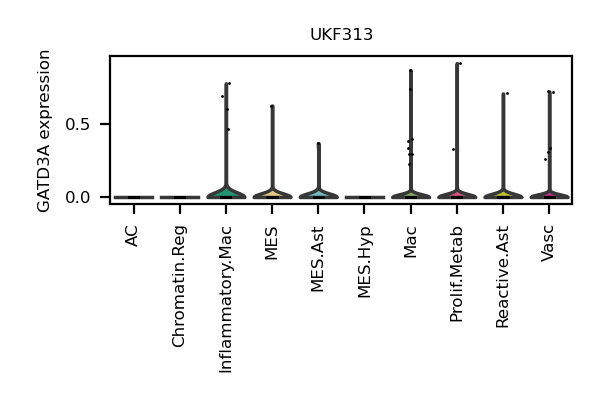 UKF313
GATD3A expression
0.5
0.0
AC
Chromatin.Reg
Inflammatory.Mac
MES
MES.Ast
MES.Hyp
Mac
Prolif.Metab
Reactive.Ast
Vasc